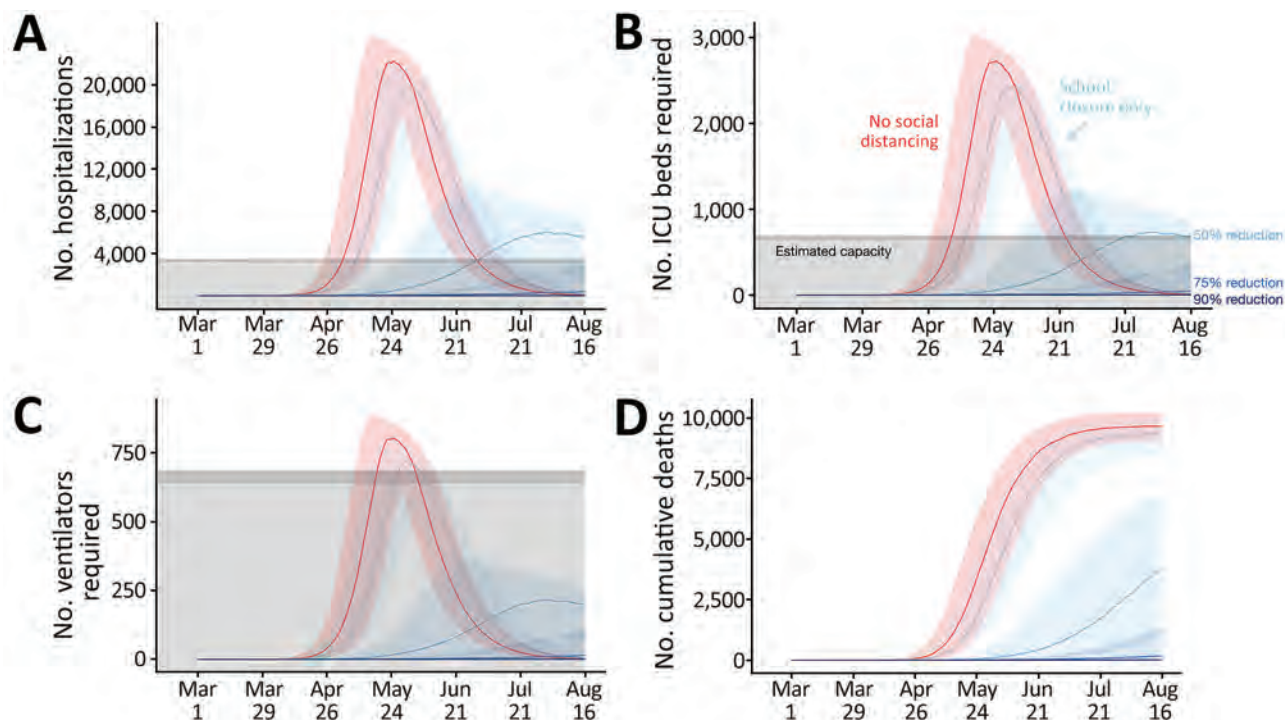 A
No. hospitalizations
20,000
16,000
12,000
8,000
4,000
Mar Mar Apr May Jun Jul Aug
1 29 26 24 21 21 16
B
No. ICU beds required
3,000
2,000
1,000
0
No social
distancing
School
closure only
Estimated capacity
50% reduction
75% reduction
90% reduction
Mar Mar Apr May Jun Jul Aug
1 29 26 24 21 21 16
C
No. ventilators
required
750
500
250
0
Mar Mar Apr May Jun Jul Aug
1 29 26 24 21 21 16
D
No. cumulative deaths
10,000
7,500
5,000
2,500
0
Mar Mar Apr May Jun Jul Aug
1 29 26 24 21 21 16